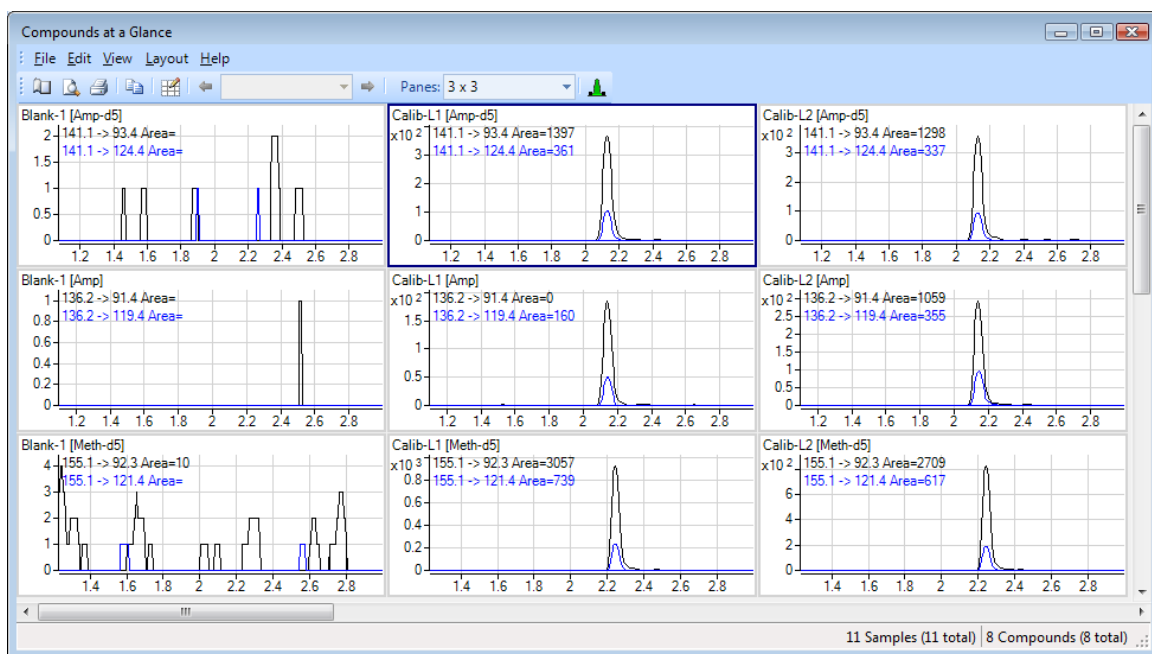 Compounds at a Glance
File Edit View Layout Help
Panes: 3 x 3
Blank-1 [Amp-d5]
141.1 -> 93.4 Area=
141.1 -> 124.4 Area=
2
1.5
1
0.5
0
1.2 1.4 1.6 1.8 2 2.2 2.4 2.6 2.8
Calib-L1 [Amp-d5]
x10 2
141.1 -> 93.4 Area=1397
141.1 -> 124.4 Area=361
3
2
1
0
1.2 1.4 1.6 1.8 2 2.2 2.4 2.6 2.8
Calib-L2 [Amp-d5]
x10 2
141.1 -> 93.4 Area=1298
141.1 -> 124.4 Area=337
3
2
1
0
1.2 1.4 1.6 1.8 2 2.2 2.4 2.6 2.8
Blank-1 [Amp]
136.2 -> 91.4 Area=
136.2 -> 119.4 Area=
1
0.8
0.6
0.4
0.2
0
1.2 1.4 1.6 1.8 2 2.2 2.4 2.6 2.8
Calib-L1 [Amp]
x10 2
136.2 -> 91.4 Area=0
136.2 -> 119.4 Area=160
1.5
1
0.5
0
1.2 1.4 1.6 1.8 2 2.2 2.4 2.6 2.8
Calib-L2 [Amp]
x10 2
136.2 -> 91.4 Area=1059
136.2 -> 119.4 Area=355
2.5
2
1.5
1
0.5
0
1.2 1.4 1.6 1.8 2 2.2 2.4 2.6 2.8
Blank-1 [Meth-d5]
155.1 -> 92.3 Area=10
155.1 -> 121.4 Area=
4
3
2
1
0
1.4 1.6 1.8 2 2.2 2.4 2.6 2.8
Calib-L1 [Meth-d5]
x10 3
155.1 -> 92.3 Area=3057
155.1 -> 121.4 Area=739
0.8
0.6
0.4
0.2
0
1.4 1.6 1.8 2 2.2 2.4 2.6 2.8
Calib-L2 [Meth-d5]
x10 2
155.1 -> 92.3 Area=2709
155.1 -> 121.4 Area=617
6
4
2
0
1.4 1.6 1.8 2 2.2 2.4 2.6 2.8
11 Samples (11 total) 8 Compounds (8 total)